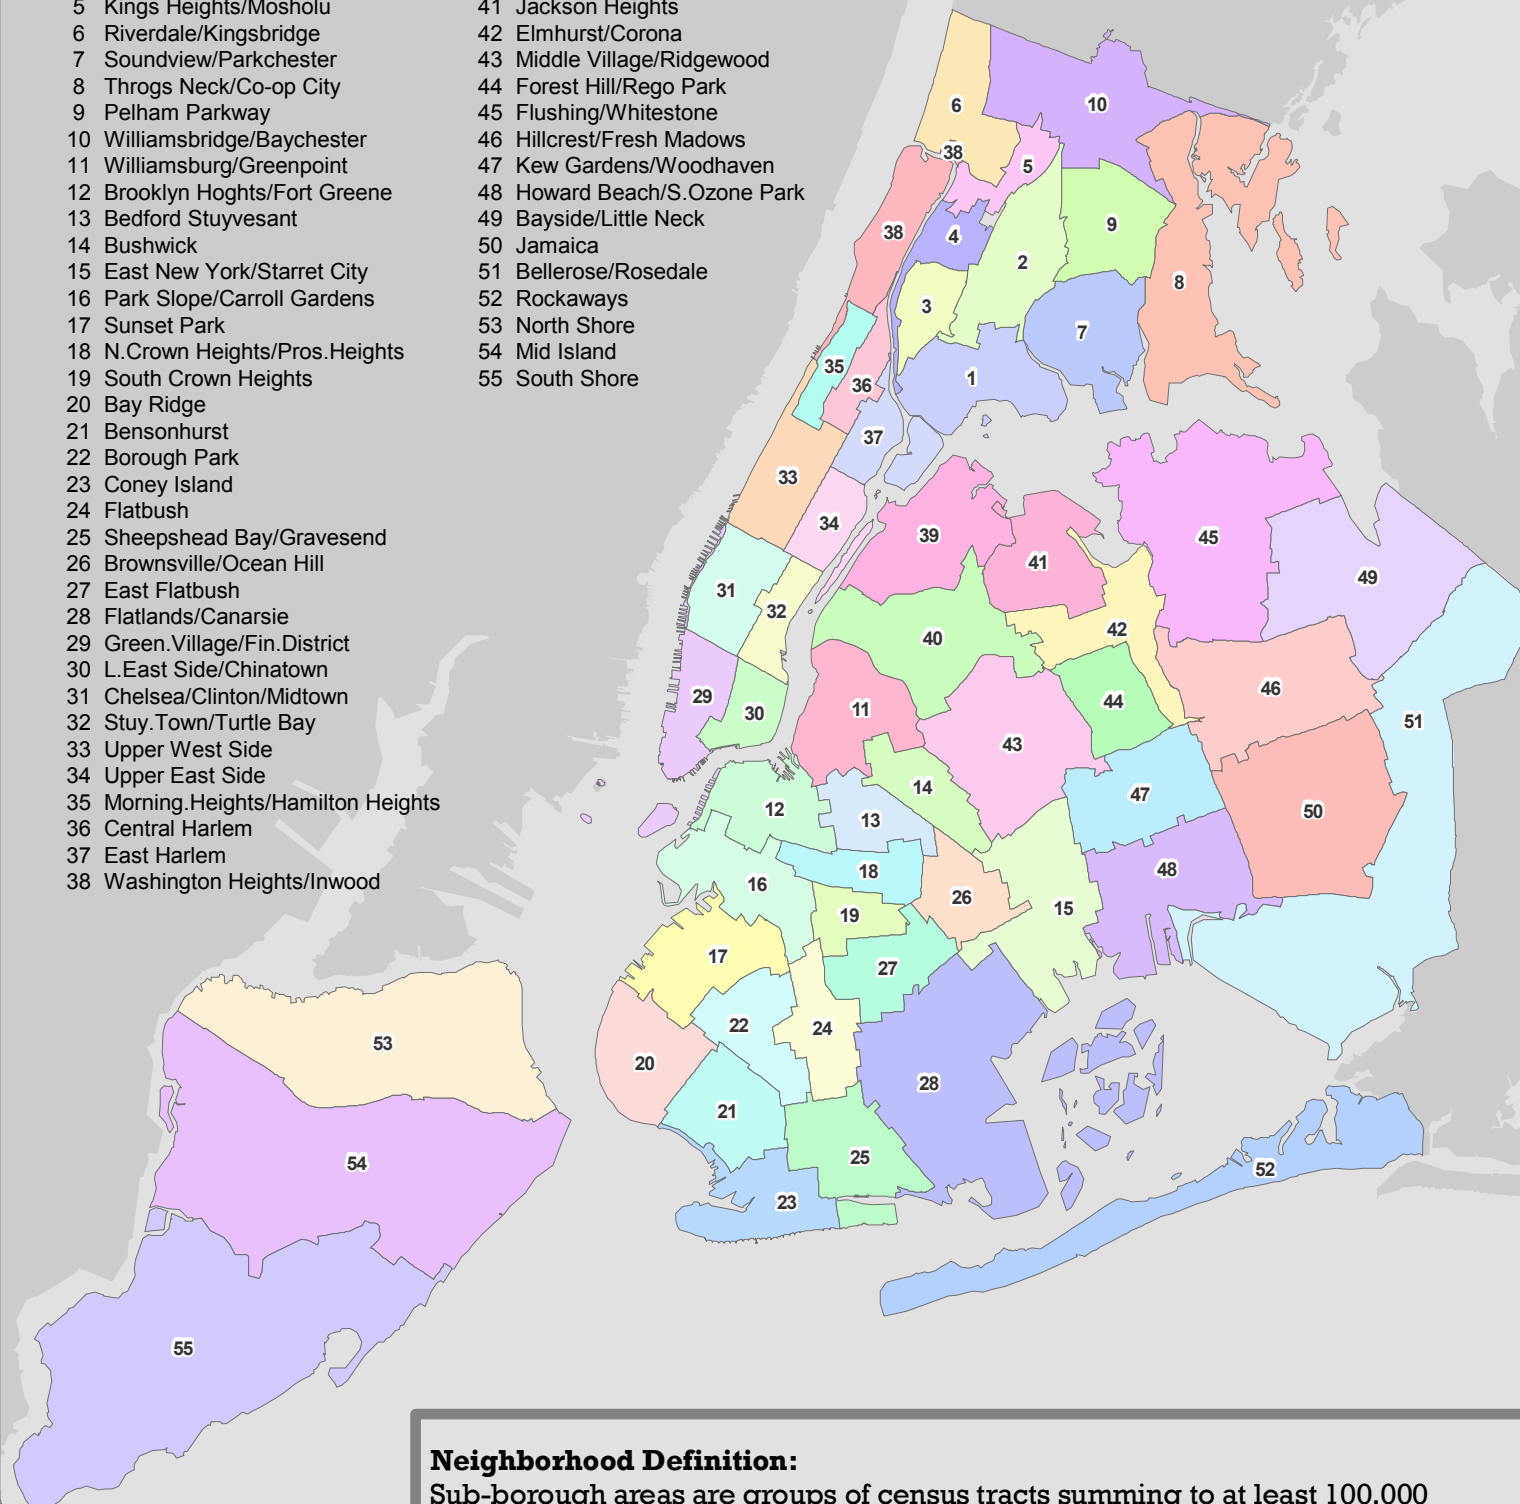 5 Kings Heights/Mosholu
6 Riverdale/Kingsbridge
7 Soundview/Parkchester
8 Throgs Neck/Co-op City
9 Pelham Parkway
10 Williamsbridge/Baychester
11 Williamsburg/Greenpoint
12 Brooklyn Hoghts/Fort Greene
13 Bedford Stuyvesant
14 Bushwick
15 East New York/Starret City
16 Park Slope/Carroll Gardens
17 Sunset Park
18 N.Crown Heights/Pros.Heights
19 South Crown Heights
20 Bay Ridge
21 Bensonhurst
22 Borough Park
23 Coney Island
24 Flatbush
25 Sheepshead Bay/Gravesend
26 Brownsville/Ocean Hill
27 East Flatbush
28 Flatlands/Canarsie
29 Green.Village/Fin.District
30 L.East Side/Chinatown
31 Chelsea/Clinton/Midtown
32 Stuy.Town/Turtle Bay
33 Upper West Side
34 Upper East Side
35 Morning.Heights/Hamilton Heights
36 Central Harlem
37 East Harlem
38 Washington Heights/Inwood
41 Jackson Heights
42 Elmhurst/Corona
43 Middle Village/Ridgewood
44 Forest Hill/Rego Park
45 Flushing/Whitestone
46 Hillcrest/Fresh Madows
47 Kew Gardens/Woodhaven
48 Howard Beach/S.Ozone Park
49 Bayside/Little Neck
50 Jamaica
51 Bellerose/Rosedale
52 Rockaways
53 North Shore
54 Mid Island
55 South Shore
6
10
38
5
9
38
4
2
8
3
7
35
36
1
37
33
34
39
45
41
49
31
32
42
40
46
29
30
11
44
51
43
14
47
12
13
50
18
48
16
26
15
19
17
27
22
24
53
20
28
21
25
54
52
23
55
Neighborhood Definition:
Sub-borough areas are groups of census tracts summing to at least 100,000